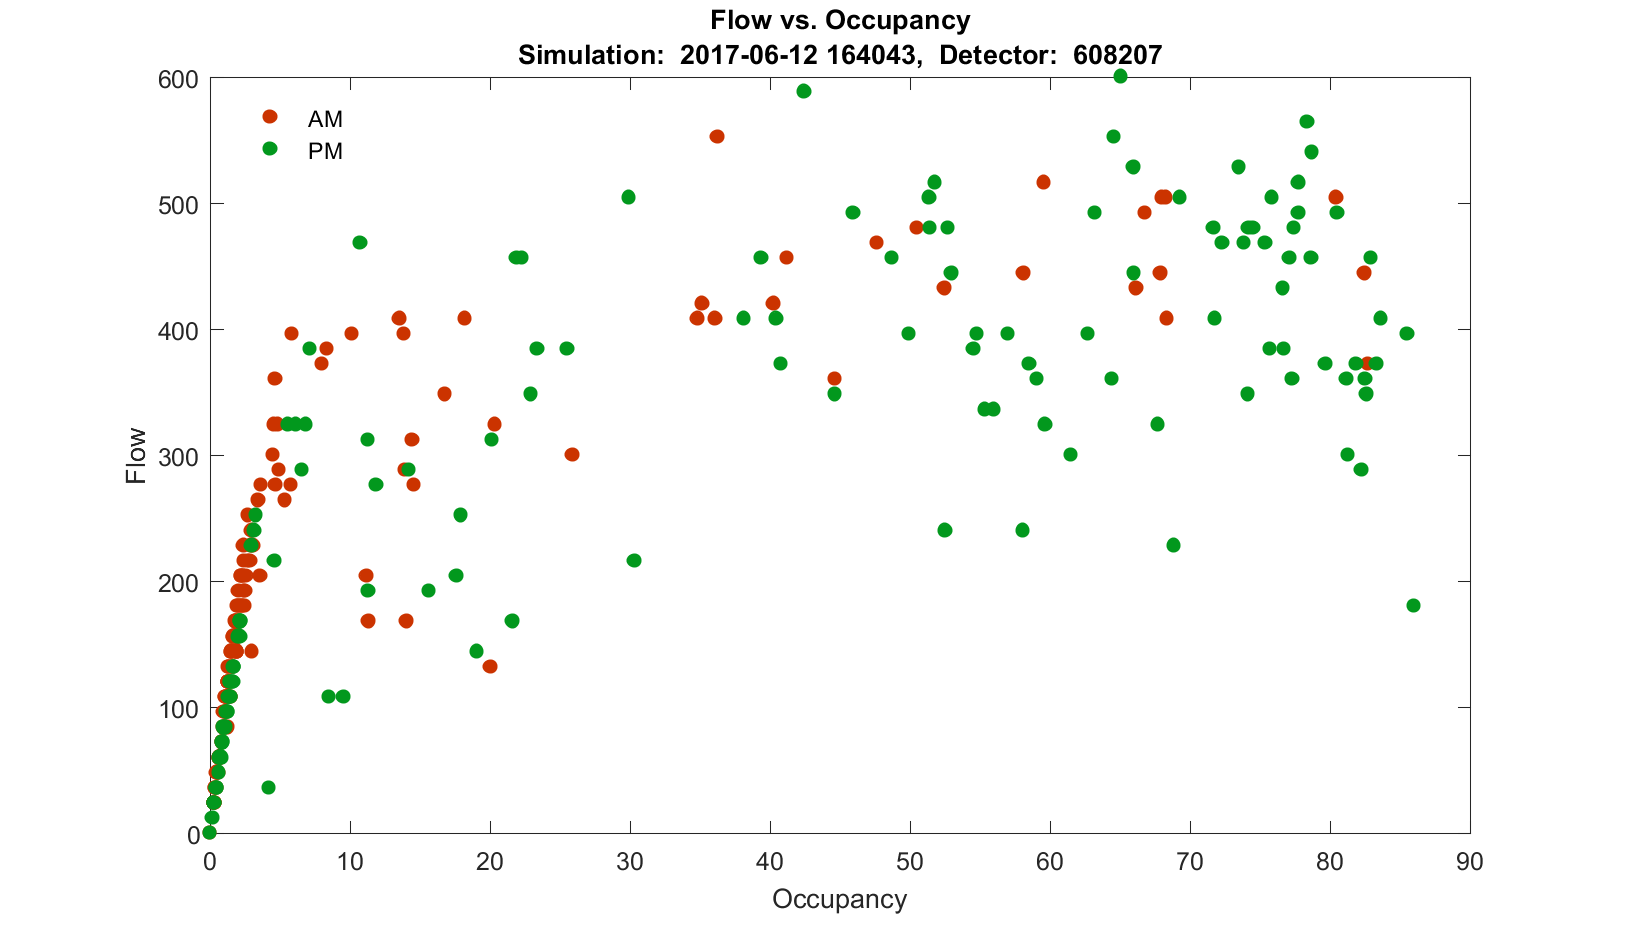 Flow vs. Occupancy
Simulation:  2017-06-12 164043,  Detector:  608207
AM
PM
600
500
400
300
200
100
0
Flow
0 10 20 30 40 50 60 70 80 90
Occupancy